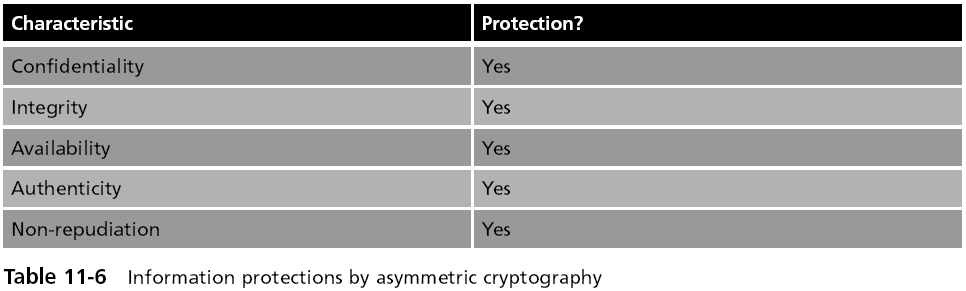 Characteristic Protection?
Confidentiality Yes
Integrity Yes
Availability Yes
Authenticity Yes
Non-repudiation Yes
Table 11-6 Information protections by asymmetric cryptography